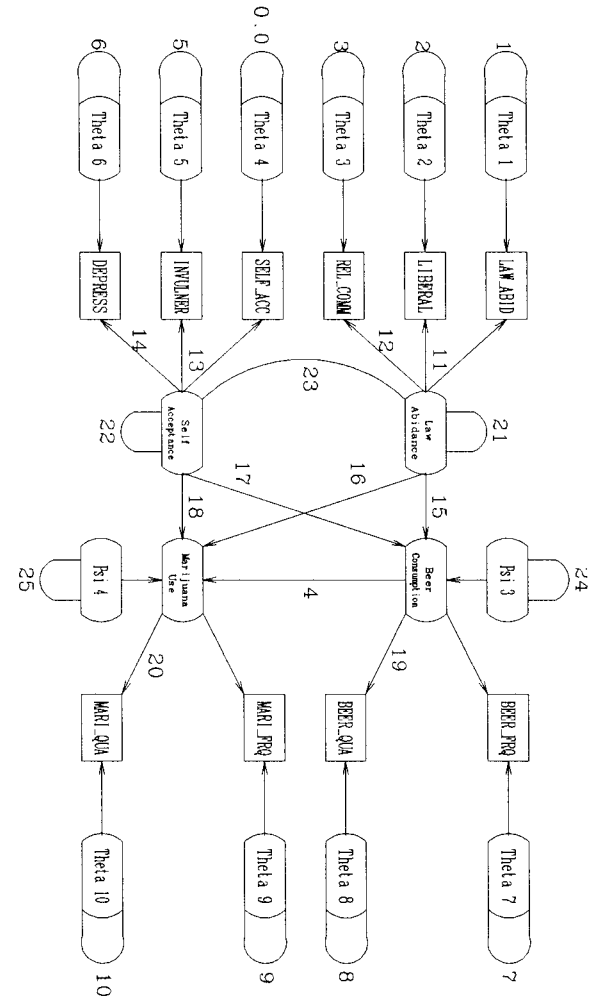 24
1
Theta 1
LAW_ABID
21
Psi 3
BEER_FRQ
Theta 7
7
2
Theta 2
LIBERAL
11
Law
Abidance
15
Beer
Consumption
3
Theta 3
REL_COMM
12
16
19
BEER_QUA
Theta 8
8
23
4
0.0
Theta 4
SELF_ACC
17
MARI_FRQ
Theta 9
9
5
Theta 5
INVULNER
13
Self
Acceptance
18
Marijuana
Use
20
6
Theta 6
DEPRESS
14
22
Psi 4
MARI_QUA
Theta 10
10
25